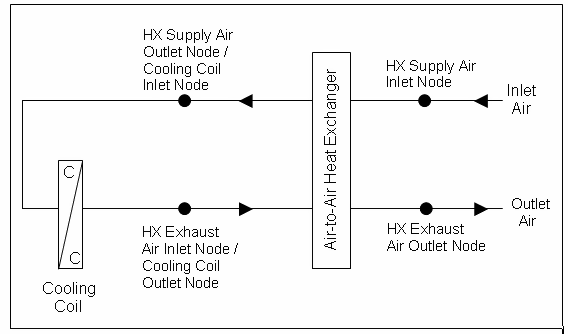 HX Supply Air
Outlet Node /
Cooling Coil
Inlet Node
HX Supply Air
Inlet Node
Inlet
Air
Air-to-Air Heat Exchanger
C
C
Cooling
Coil
HX Exhaust
Air Inlet Node /
Cooling Coil
Outlet Node
HX Exhaust
Air Outlet Node
Outlet
Air